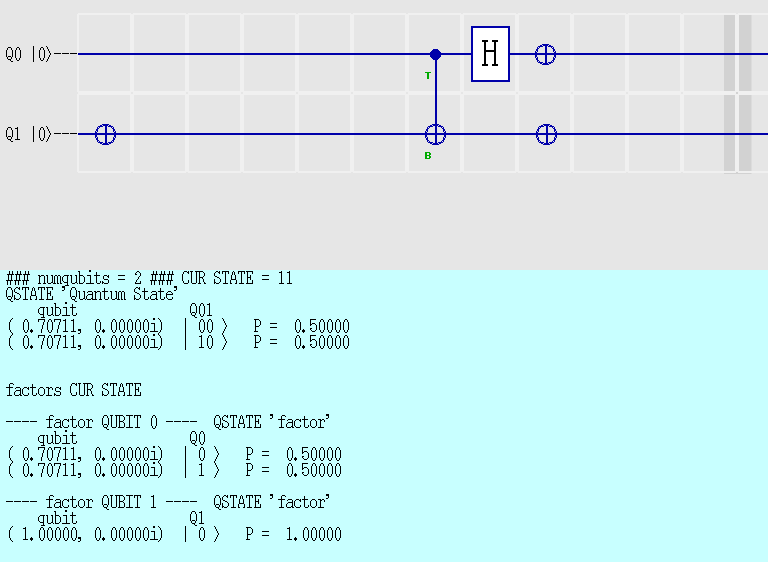 Q0 |0⟩---
T
H
Q1 |0⟩---
B
### numqubits = 2 ### CUR STATE = 11
QSTATE 'Quantum State'
qubit Q01
( 0.70711, 0.00000i) | 00 ⟩ P = 0.50000
( 0.70711, 0.00000i) | 10 ⟩ P = 0.50000
factors CUR STATE
---- factor QUBIT 0 ---- QSTATE 'factor'
qubit Q0
( 0.70711, 0.00000i) | 0 ⟩ P = 0.50000
( 0.70711, 0.00000i) | 1 ⟩ P = 0.50000
---- factor QUBIT 1 ---- QSTATE 'factor'
qubit Q1
( 1.00000, 0.00000i) | 0 ⟩ P = 1.00000